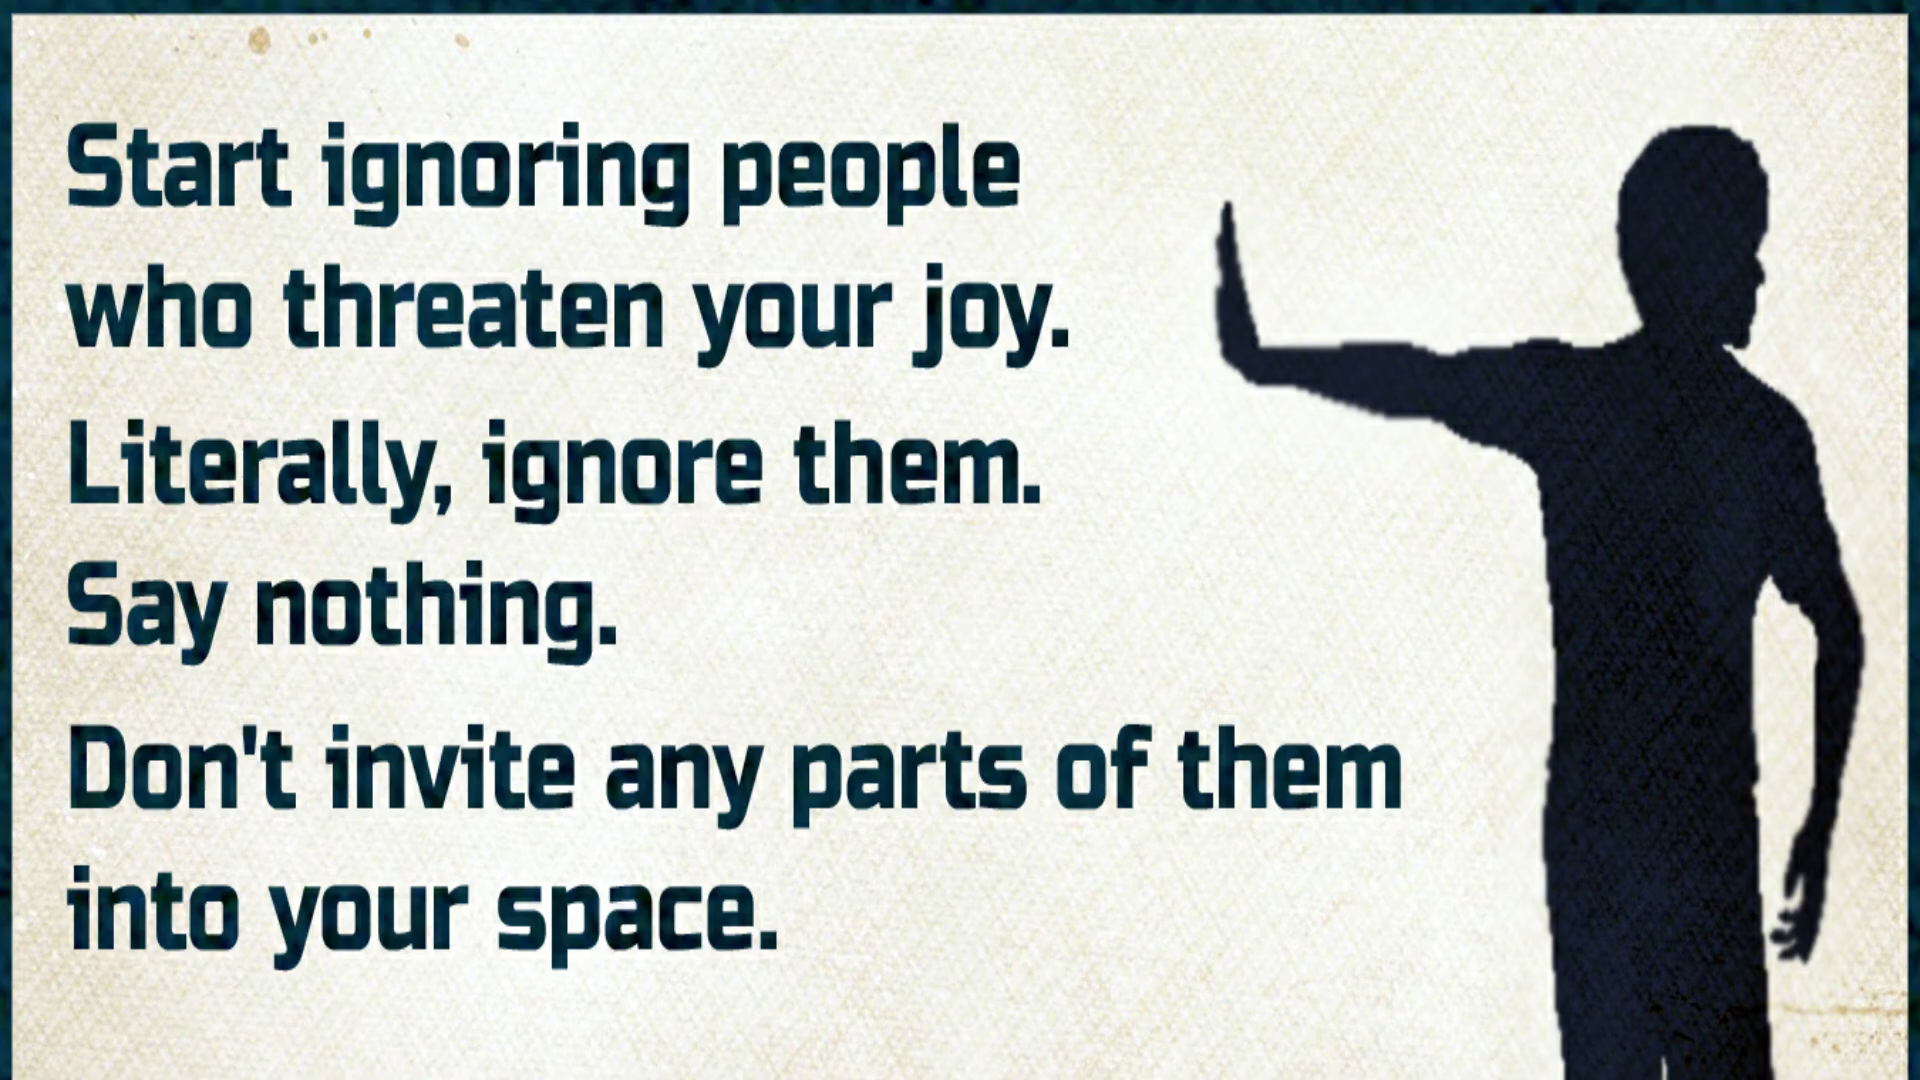 Start ignoring people
who threaten your joy.
Literally, ignore them.
Say nothing.
Don't invite any parts of them
into your space.